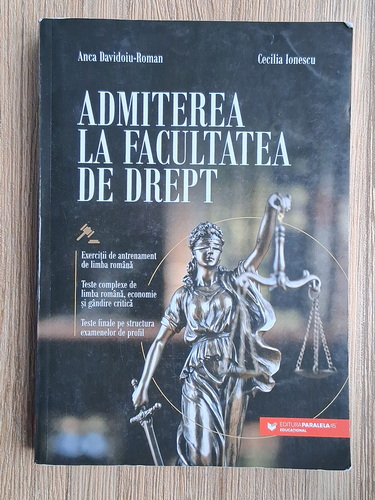 Anca Davidoiu-Roman
Cecilia Ionescu
ADMITEREA
LA FACULTATEA
DE DREPT
Exerciții de antrenament
de limba română
Teste complexe de
limba română, economie
și gândire critică
Teste finale pe structura
examenelor de profil
EDITURA PARALELA 45
EDUCAȚIONAL